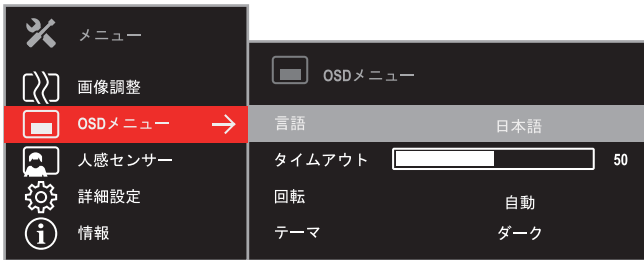 メニュー
画像調整
OSDメニュー
人感センサー
詳細設定
情報
OSDメニュー
言語 日本語
タイムアウト 50
回転 自動
テーマ ダーク